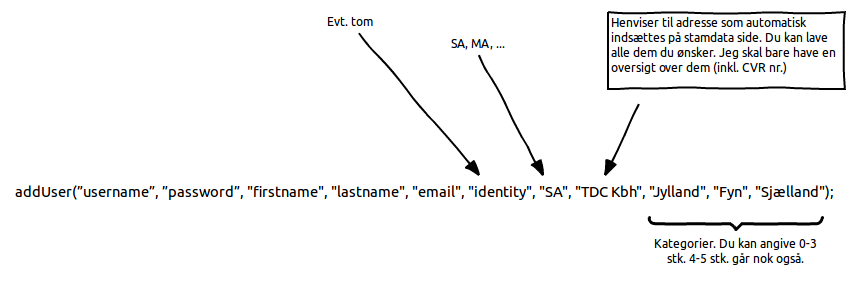 Evt. tom
SA, MA, ...
Henviser til adresse som automatisk
indsættes på stamdata side. Du kan lave
alle dem du ønsker. Jeg skal bare have en
oversigt over dem (inkl. CVR nr.)
addUser(”username”, ”password”, "firstname", "lastname", "email", "identity", "SA", "TDC Kbh", "Jylland", "Fyn", "Sjælland");
Kategorier. Du kan angive 0-3
stk. 4-5 stk. går nok også.